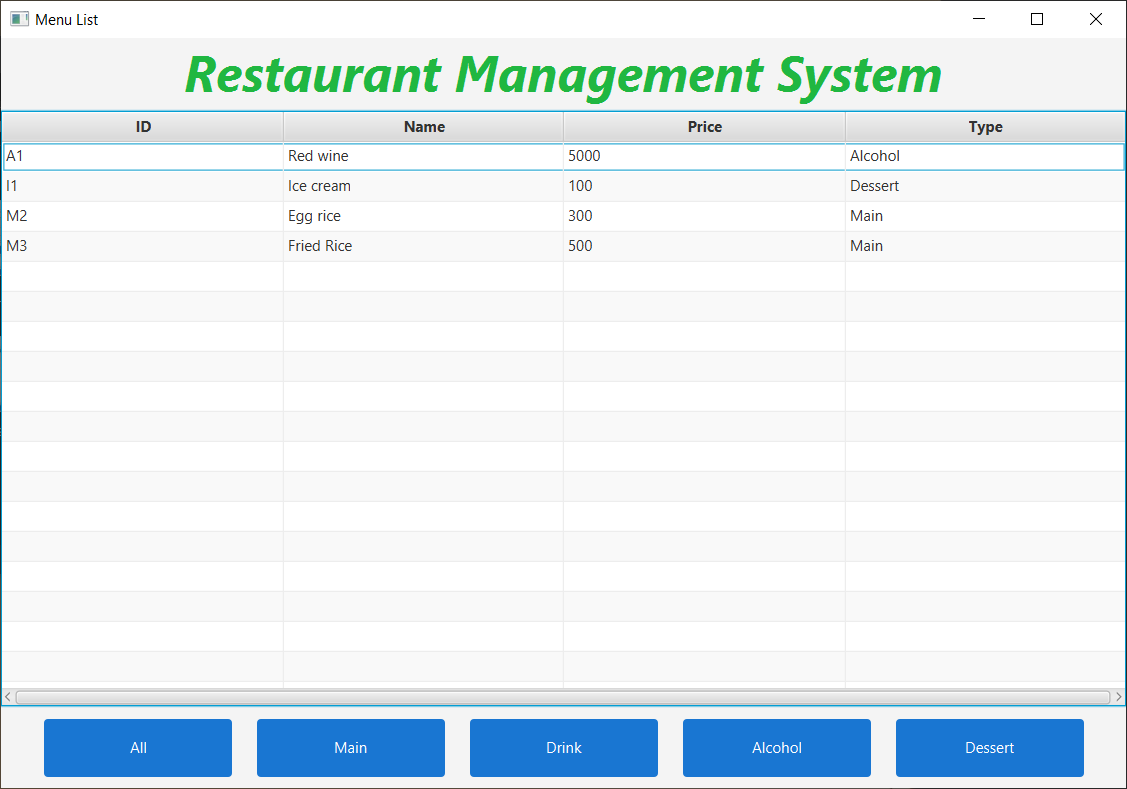 Menu List
Restaurant Management System
ID Name Price Type
A1 Red wine 5000 Alcohol
I1 Ice cream 100 Dessert
M2 Egg rice 300 Main
M3 Fried Rice 500 Main
All Main Drink Alcohol Dessert